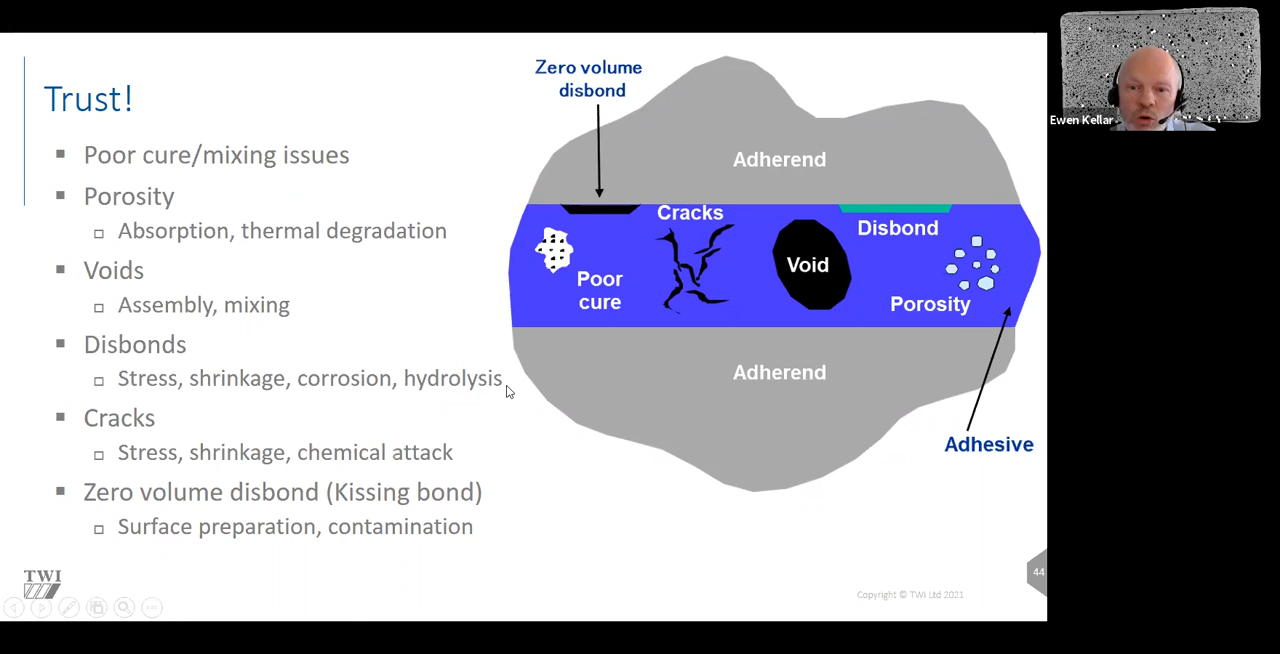 Trust!
Poor cure/mixing issues
Porosity
Absorption, thermal degradation
Voids
Assembly, mixing
Disbonds
Stress, shrinkage, corrosion, hydrolysis
Cracks
Stress, shrinkage, chemical attack
Zero volume disbond (Kissing bond)
Surface preparation, contamination
Zero volume
disbond
Adherend
Cracks
Disbond
Void
Poor
cure
Porosity
Adherend
Adhesive
TWI
Copyright © TWI Ltd 2021
44
Ewen Kellar